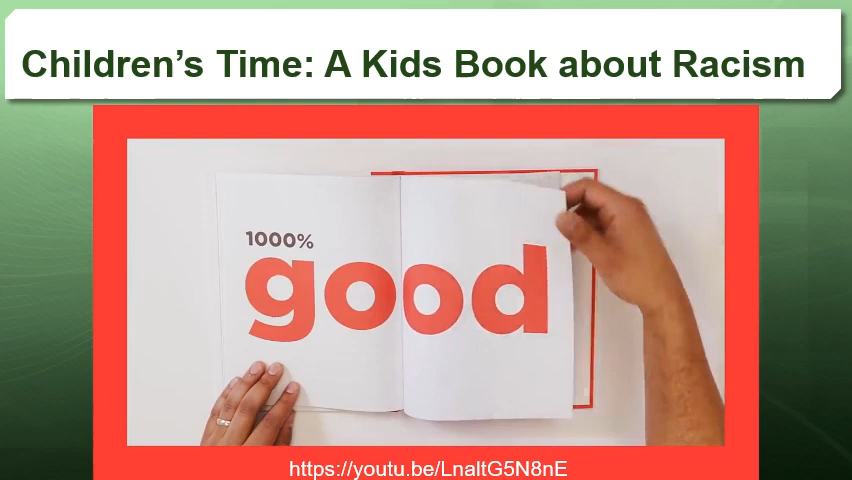 Children’s Time: A Kids Book about Racism
1000%
good
https://youtu.be/LnaltG5N8nE